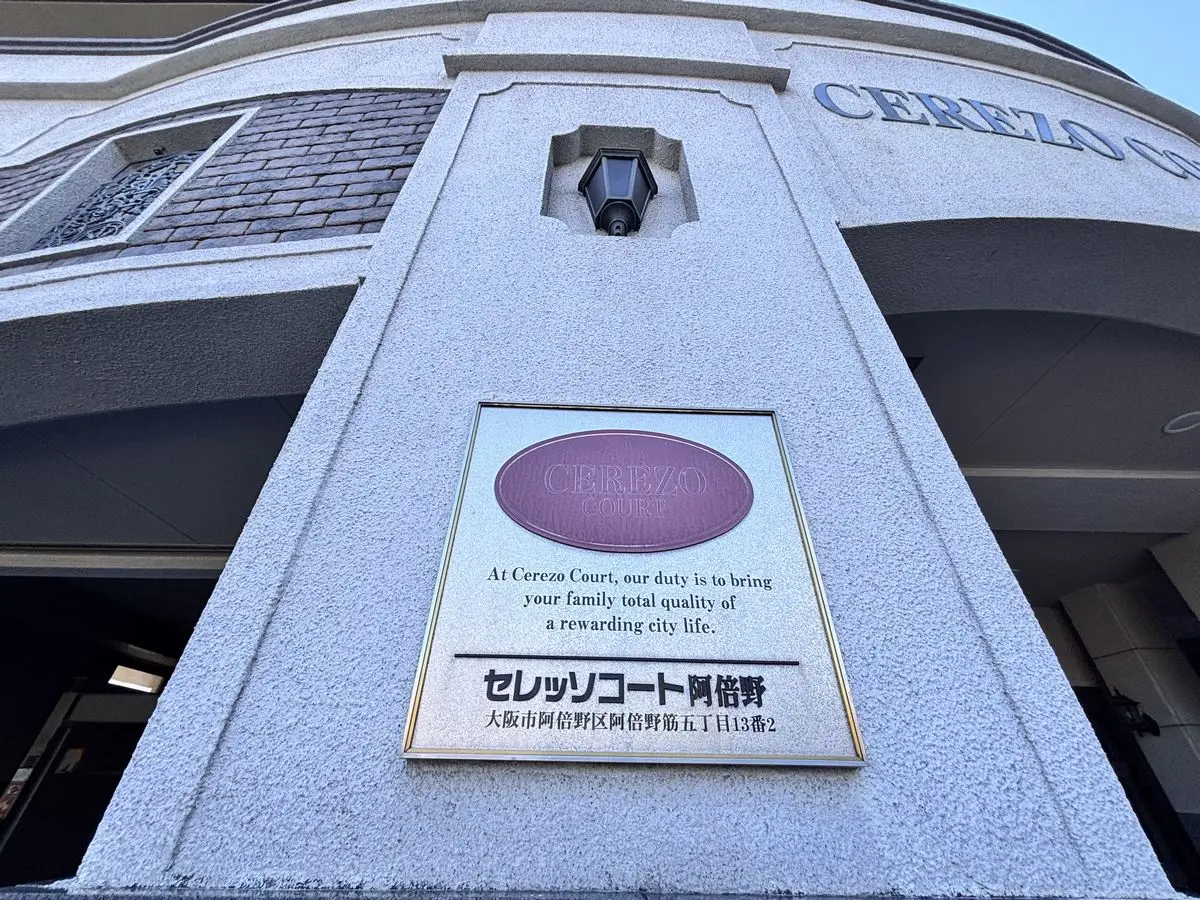 CEREZO
CEREZO
COURT
At Cerezo Court, our duty is to bring
your family total quality of
a rewarding city life.
セレッソコート阿倍野
大阪市阿倍野区阿倍野筋五丁目13番2